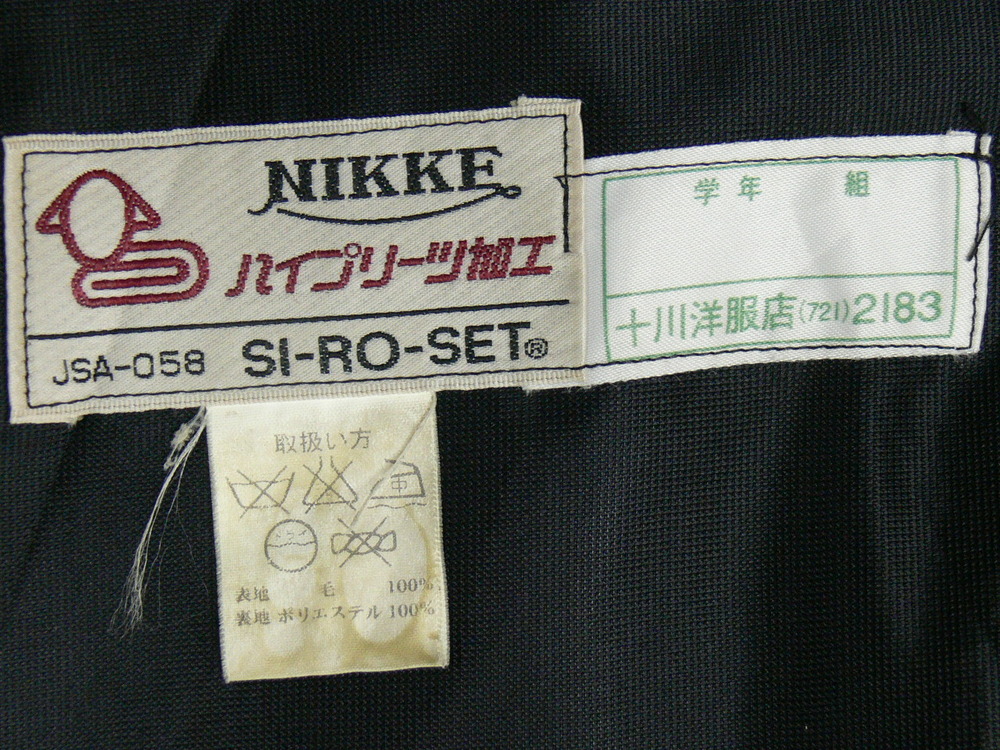 NIKKE
ハイプリーツ加工
JSA-058 SI-RO-SET®
学年 組
十川洋服店(721)2183
取扱い方
中
表地 毛 100%
裏地 ポリエステル 100%